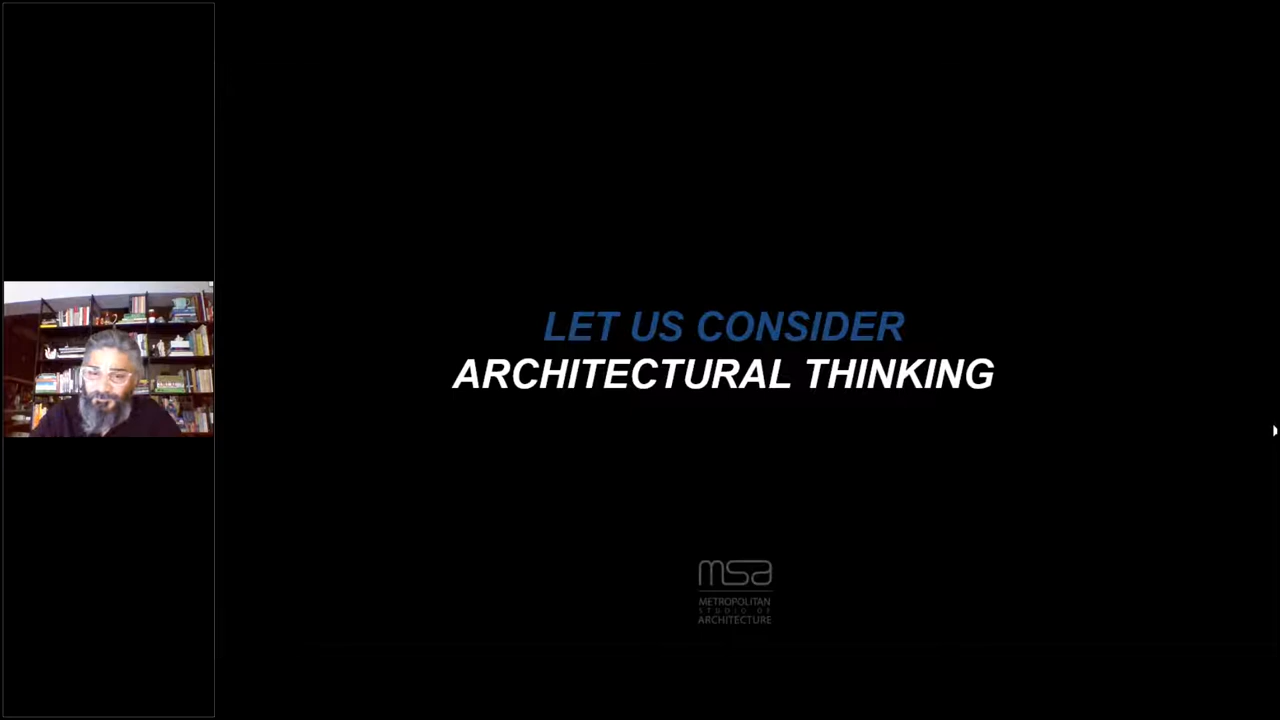 LET US CONSIDER
ARCHITECTURAL THINKING
msa
METROPOLITAN
STUDIO OF
ARCHITECTURE